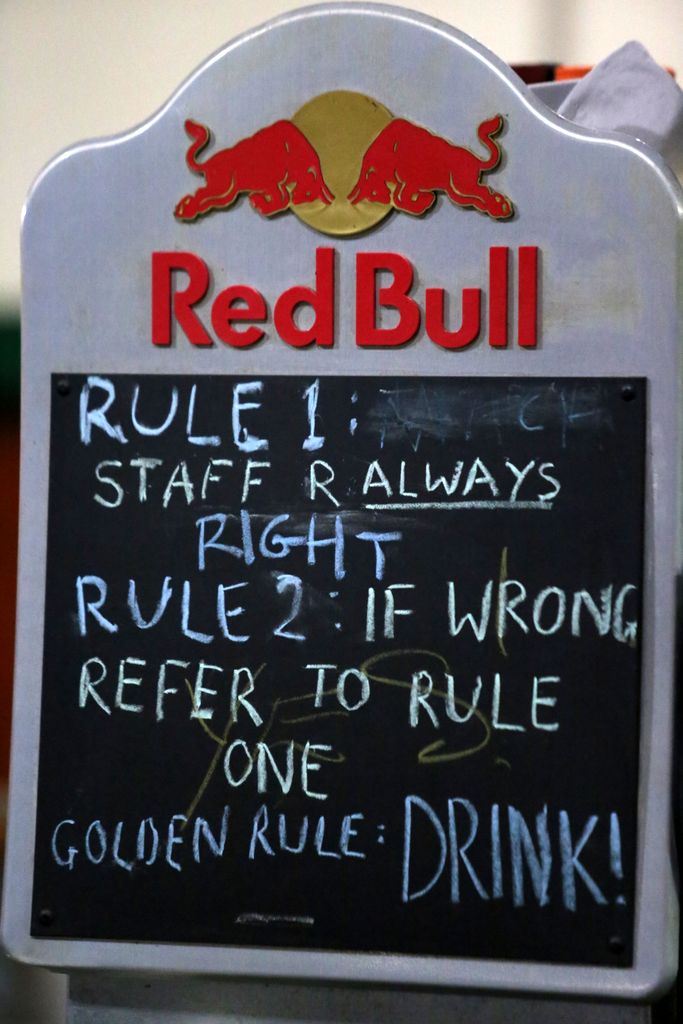 Red Bull
RULE 1:
STAFF R ALWAYS
RIGHT
RULE 2: IF WRONG
REFER TO RULE
ONE
GOLDEN RULE: DRINK!